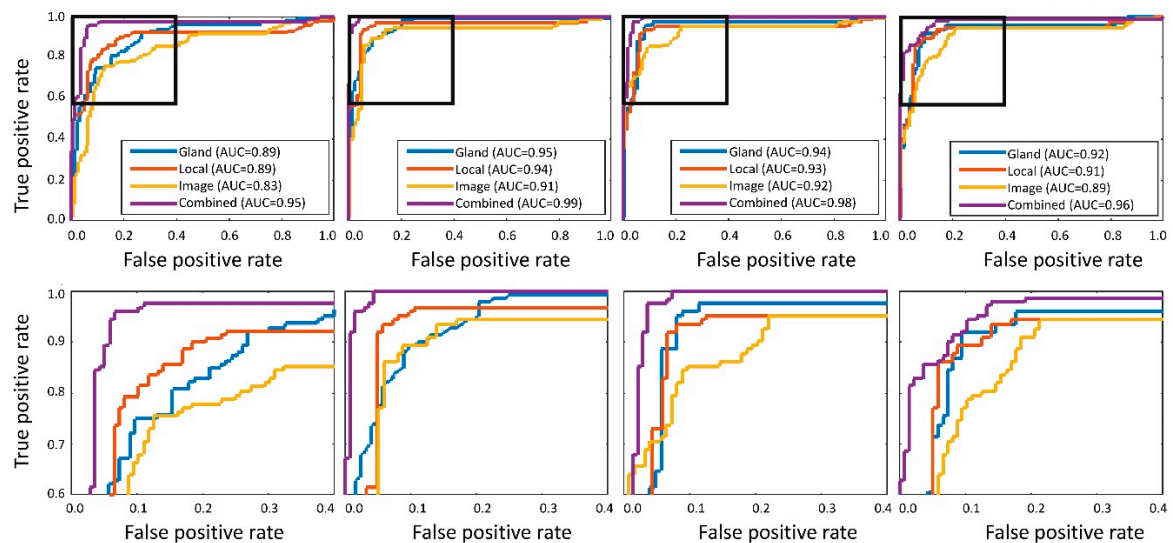 True positive rate
1.0
0.8
0.6
0.4
0.2
0.0
Gland (AUC=0.89)
Local (AUC=0.89)
Image (AUC=0.83)
Combined (AUC=0.95)
0.0 0.2 0.4 0.6 0.8 1.0
False positive rate
Gland (AUC=0.95)
Local (AUC=0.94)
Image (AUC=0.91)
Combined (AUC=0.99)
0.0 0.2 0.4 0.6 0.8 1.0
False positive rate
Gland (AUC=0.94)
Local (AUC=0.93)
Image (AUC=0.92)
Combined (AUC=0.98)
0.0 0.2 0.4 0.6 0.8 1.0
False positive rate
Gland (AUC=0.92)
Local (AUC=0.91)
Image (AUC=0.89)
Combined (AUC=0.96)
0.0 0.2 0.4 0.6 0.8 1.0
False positive rate
True positive rate
1.0
0.9
0.8
0.7
0.6
0.0 0.1 0.2 0.3 0.4
False positive rate
0.0 0.1 0.2 0.3 0.4
False positive rate
0.0 0.1 0.2 0.3 0.4
False positive rate
0.0 0.1 0.2 0.3 0.4
False positive rate